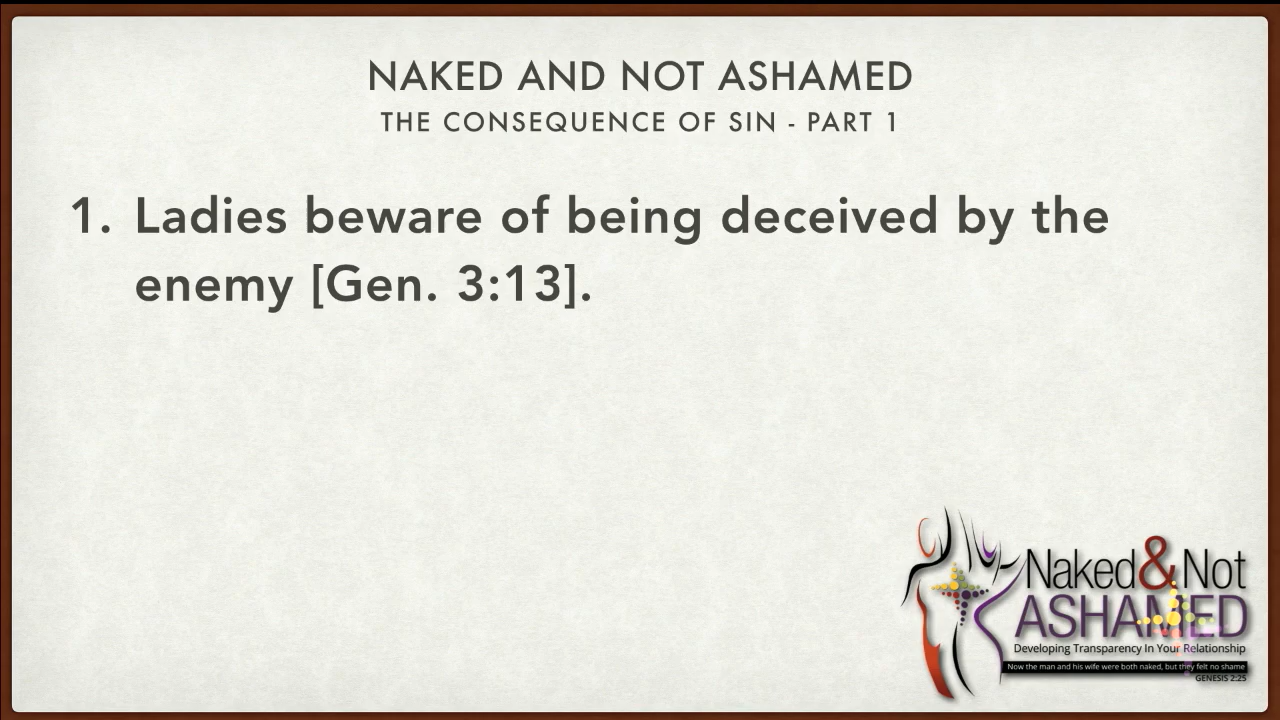 NAKED AND NOT ASHAMED
THE CONSEQUENCE OF SIN - PART 1
1. Ladies beware of being deceived by the
enemy [Gen. 3:13].
Naked & Not
ASHAMED
Developing Transparency In Your Relationship
Now the man and his wife were both naked, but they felt no shame
GENESIS 2:25